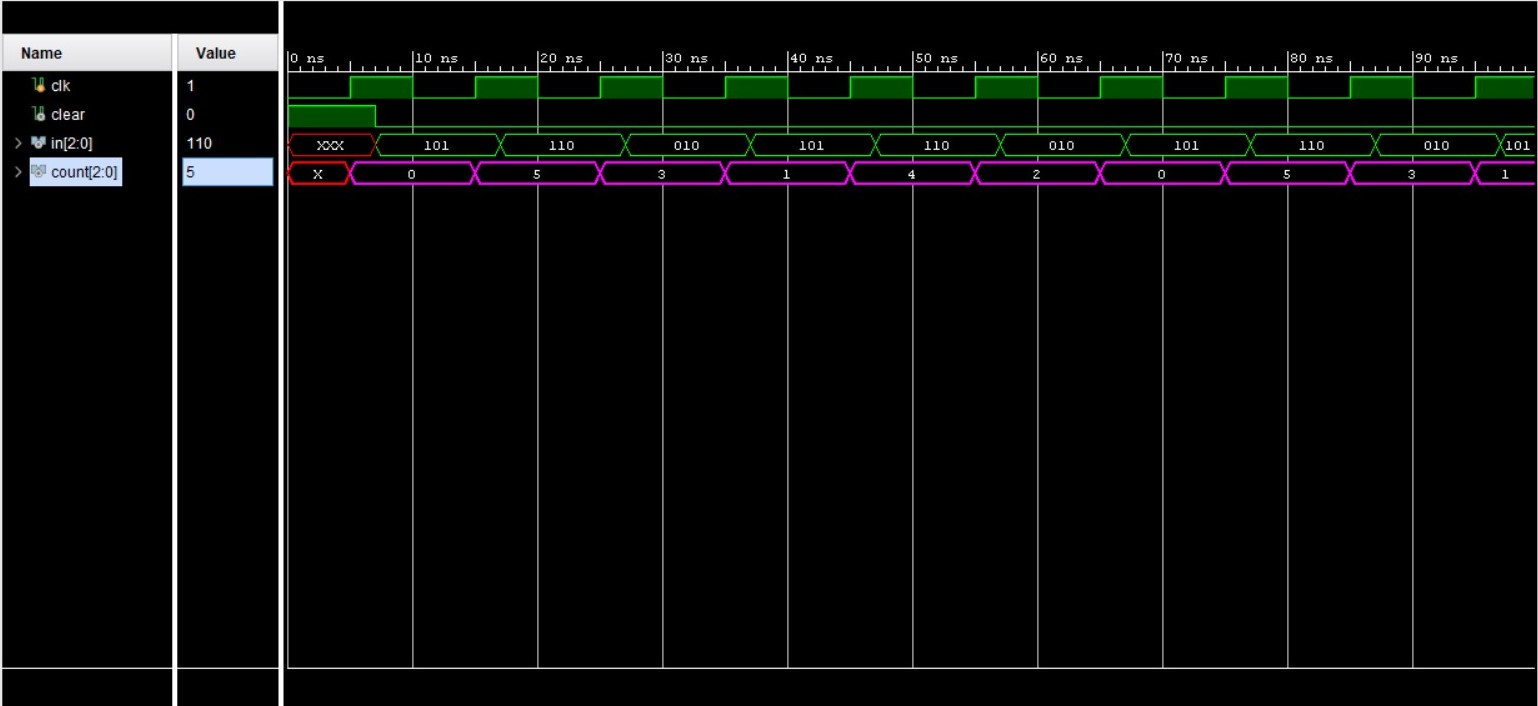 Name Value
0 ns 10 ns 20 ns 30 ns 40 ns 50 ns 60 ns 70 ns 80 ns 90 ns
clk 1
clear 0
in[2:0] 110 XXX 101 110 010 101 110 010 101 110 010 101
count[2:0] 5 X 0 5 3 1 4 2 0 5 3 1